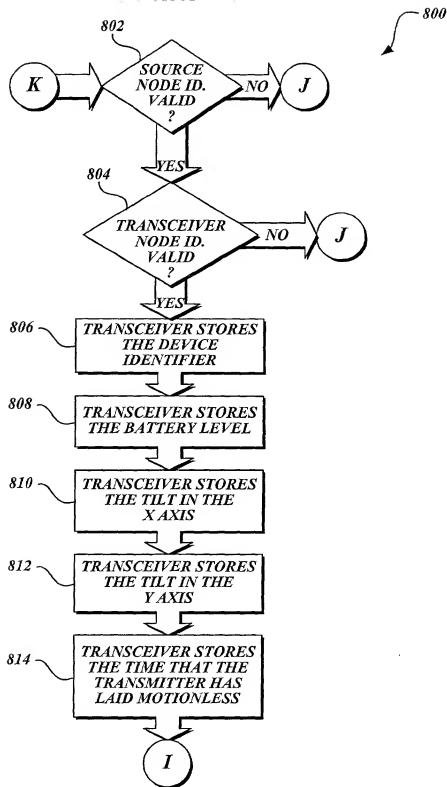 800
802
K
SOURCE
NODE ID.
VALID
?
NO
J
YES
804
TRANSCEIVER
NODE ID.
VALID
?
NO
J
YES
806
TRANSCEIVER STORES
THE DEVICE
IDENTIFIER
808
TRANSCEIVER STORES
THE BATTERY LEVEL
810
TRANSCEIVER STORES
THE TILT IN THE
X AXIS
812
TRANSCEIVER STORES
THE TILT IN THE
Y AXIS
814
TRANSCEIVER STORES
THE TIME THAT THE
TRANSMITTER HAS
LAID MOTIONLESS
I